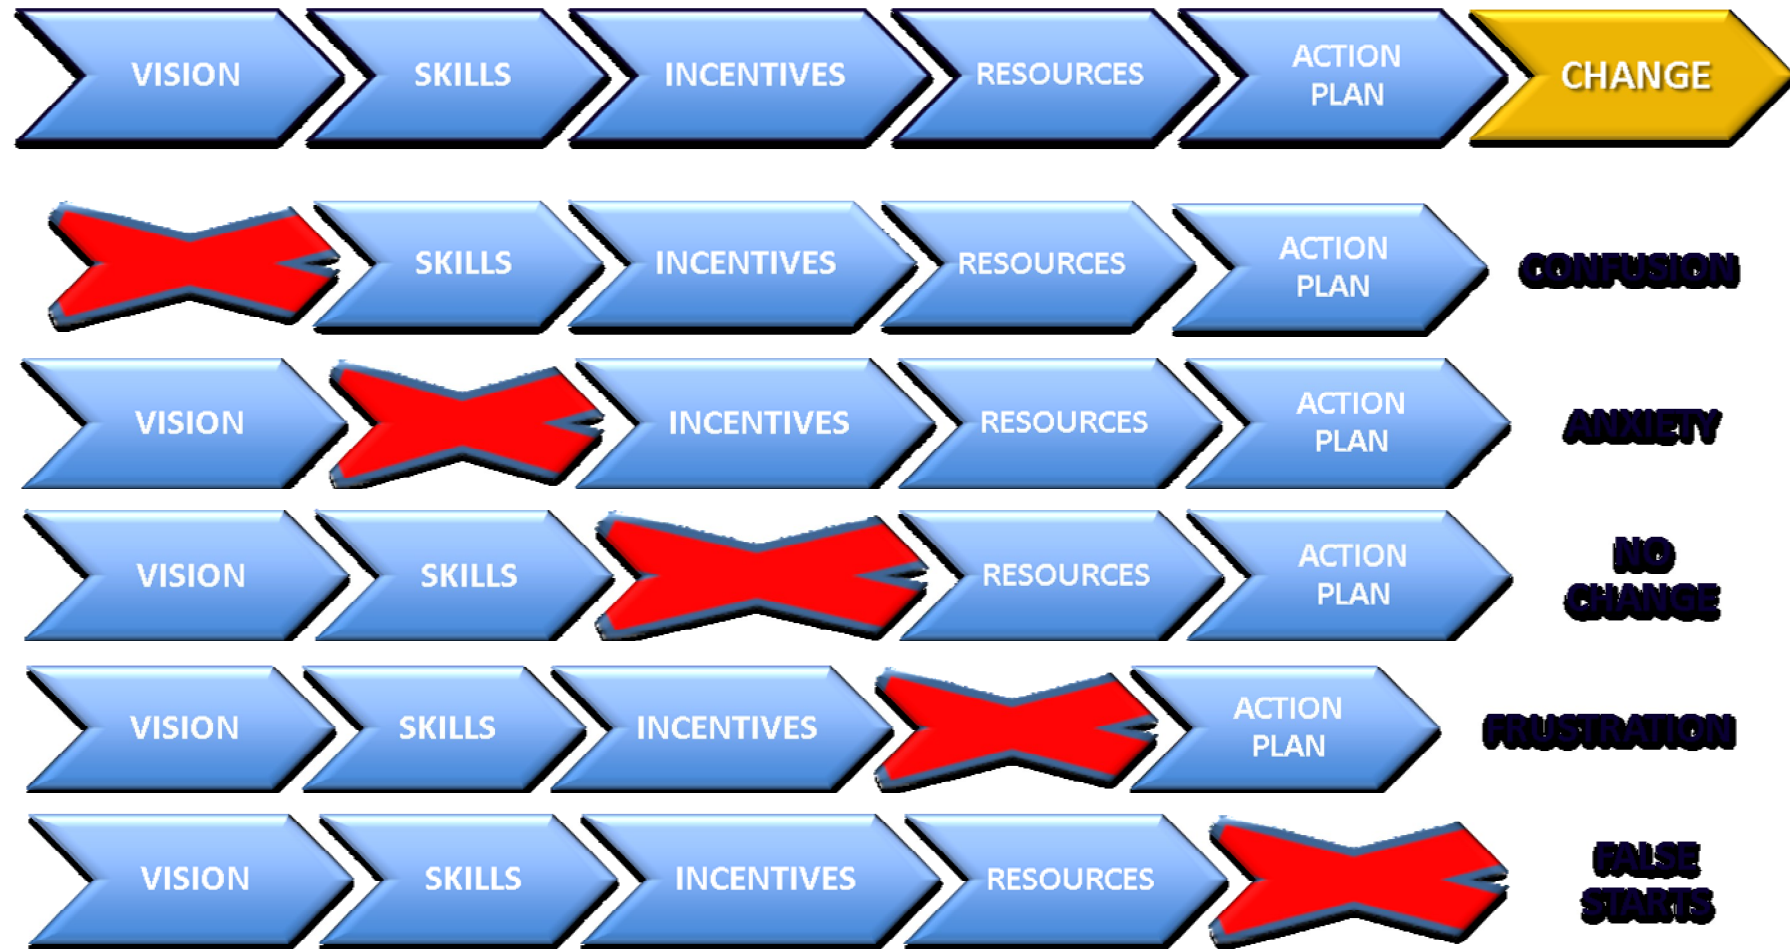 VISION SKILLS INCENTIVES RESOURCES ACTION PLAN CHANGE
SKILLS INCENTIVES RESOURCES ACTION PLAN CONFUSION
VISION INCENTIVES RESOURCES ACTION PLAN ANXIETY
VISION SKILLS RESOURCES ACTION PLAN NO CHANGE
VISION SKILLS INCENTIVES ACTION PLAN FRUSTRATION
VISION SKILLS INCENTIVES RESOURCES FALSE STARTS